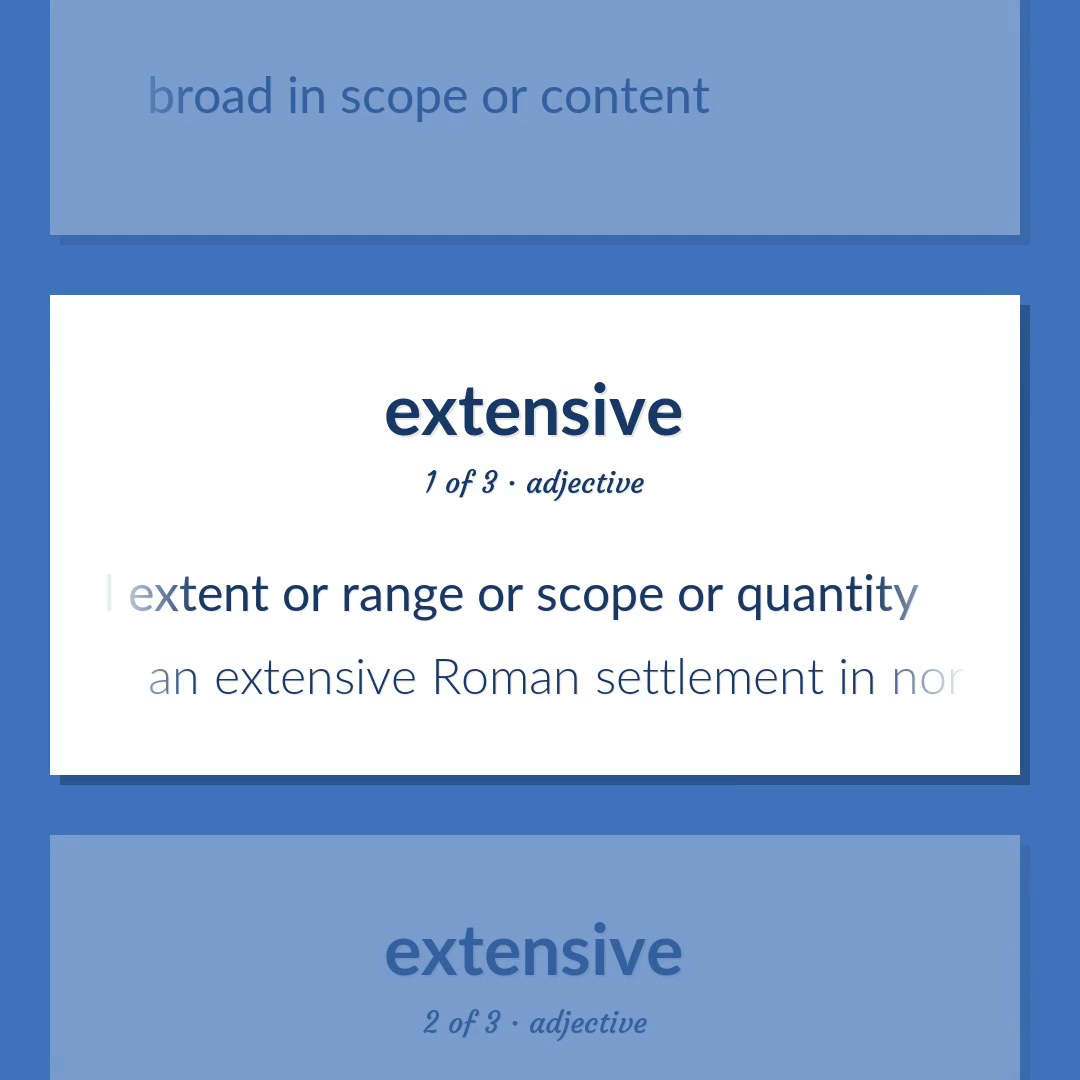 broad in scope or content
extensive
1 of 3 · adjective
extent or range or scope or quantity
an extensive Roman settlement in
extensive
2 of 3 · adjective